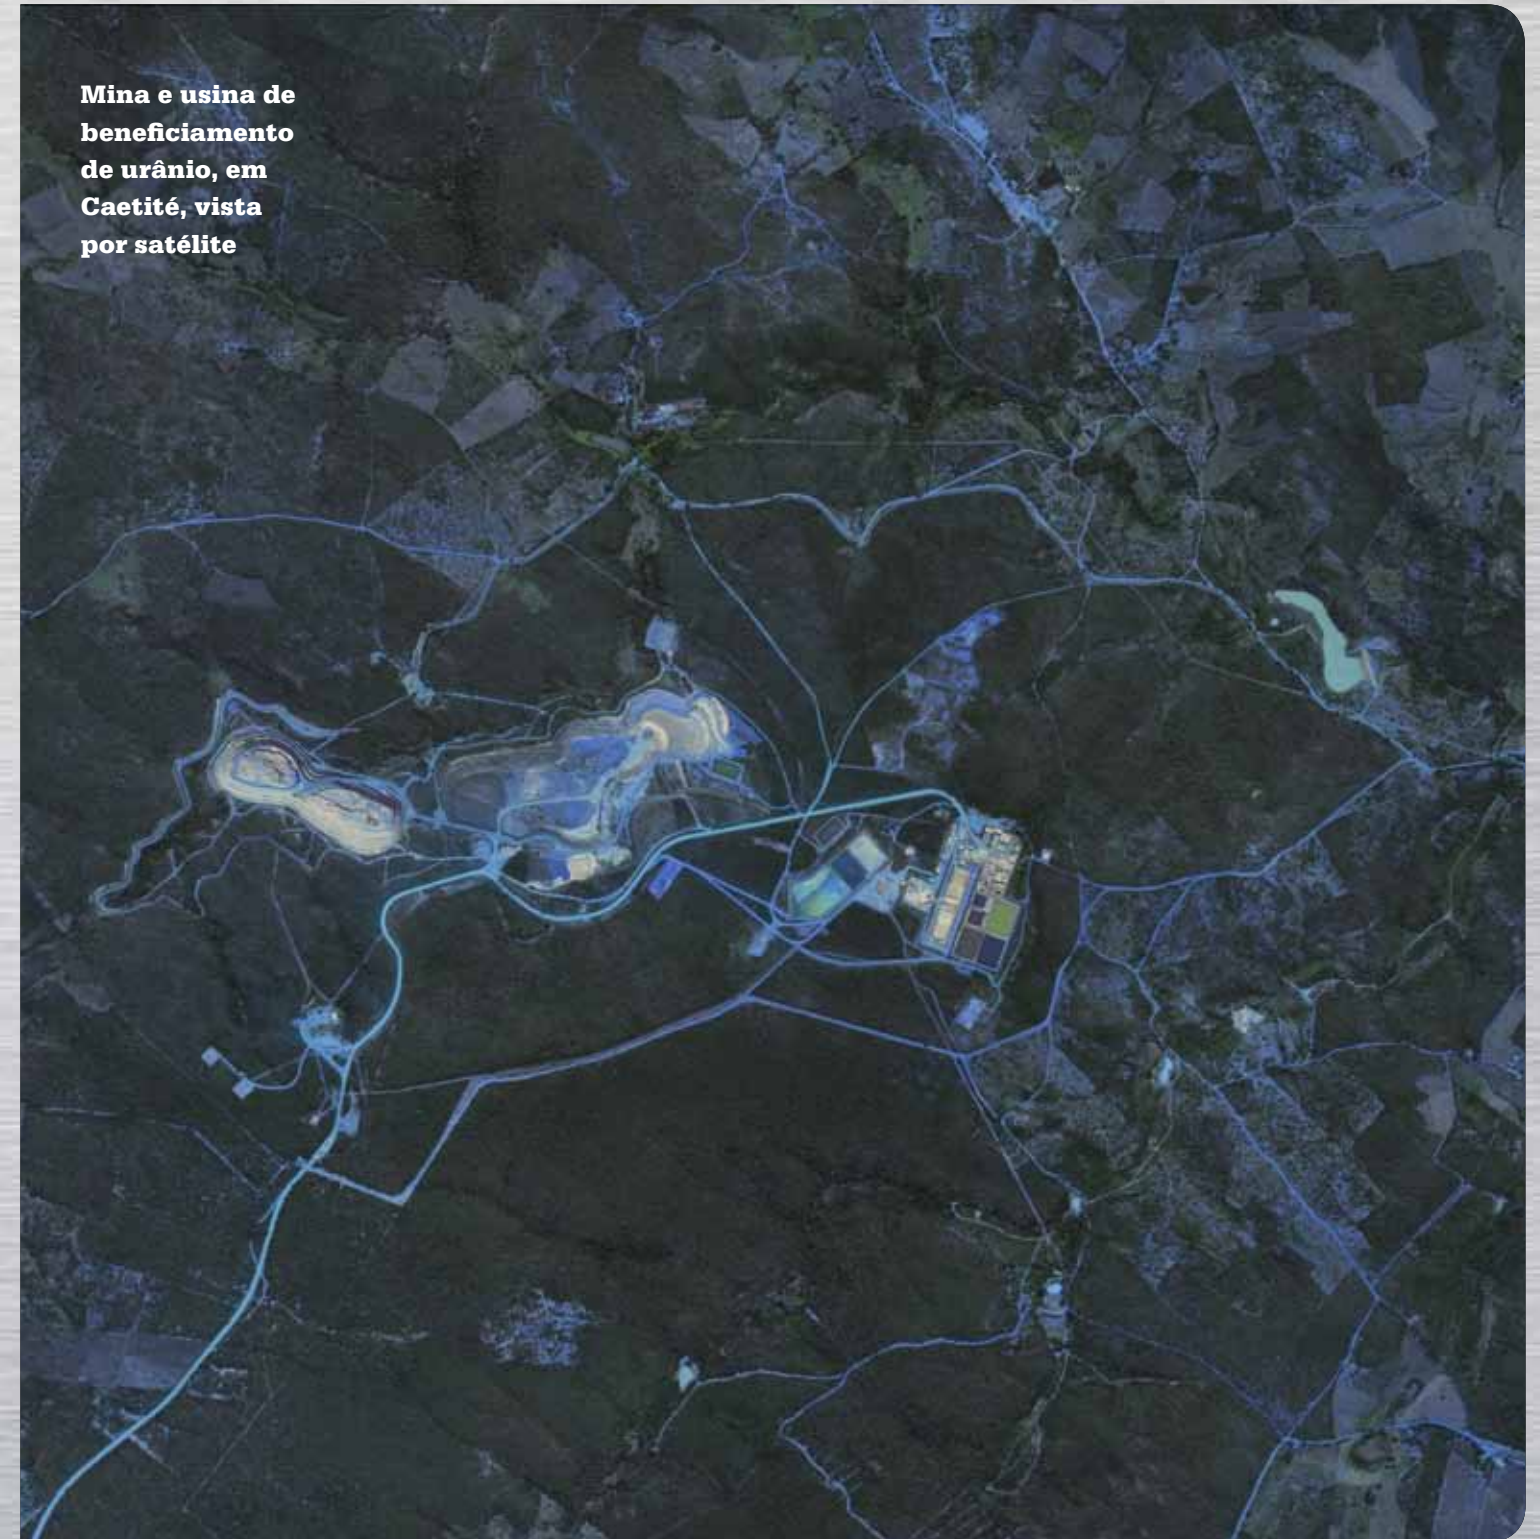 Mina e usina de
beneficiamento
de urânio, em
Caetité, vista
por satélite